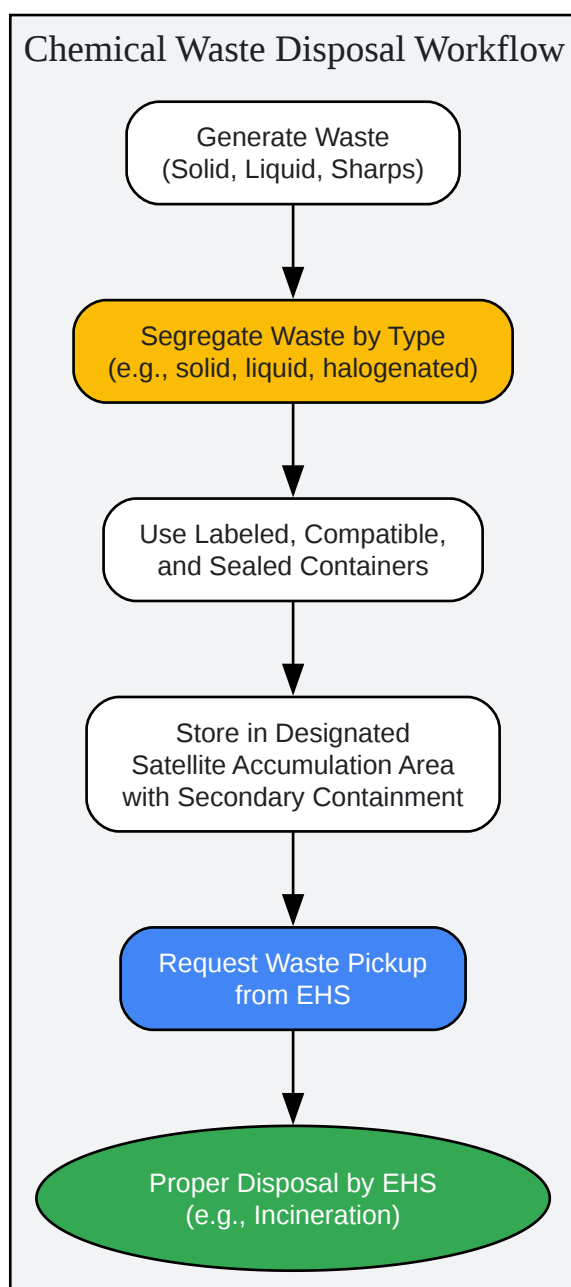 Chemical Waste Disposal Workflow
Generate Waste
(Solid, Liquid, Sharps)
Segregate Waste by Type
(e.g., solid, liquid, halogenated)
Use Labeled, Compatible,
and Sealed Containers
Store in Designated
Satellite Accumulation Area
with Secondary Containment
Request Waste Pickup
from EHS
Proper Disposal by EHS
(e.g., Incineration)